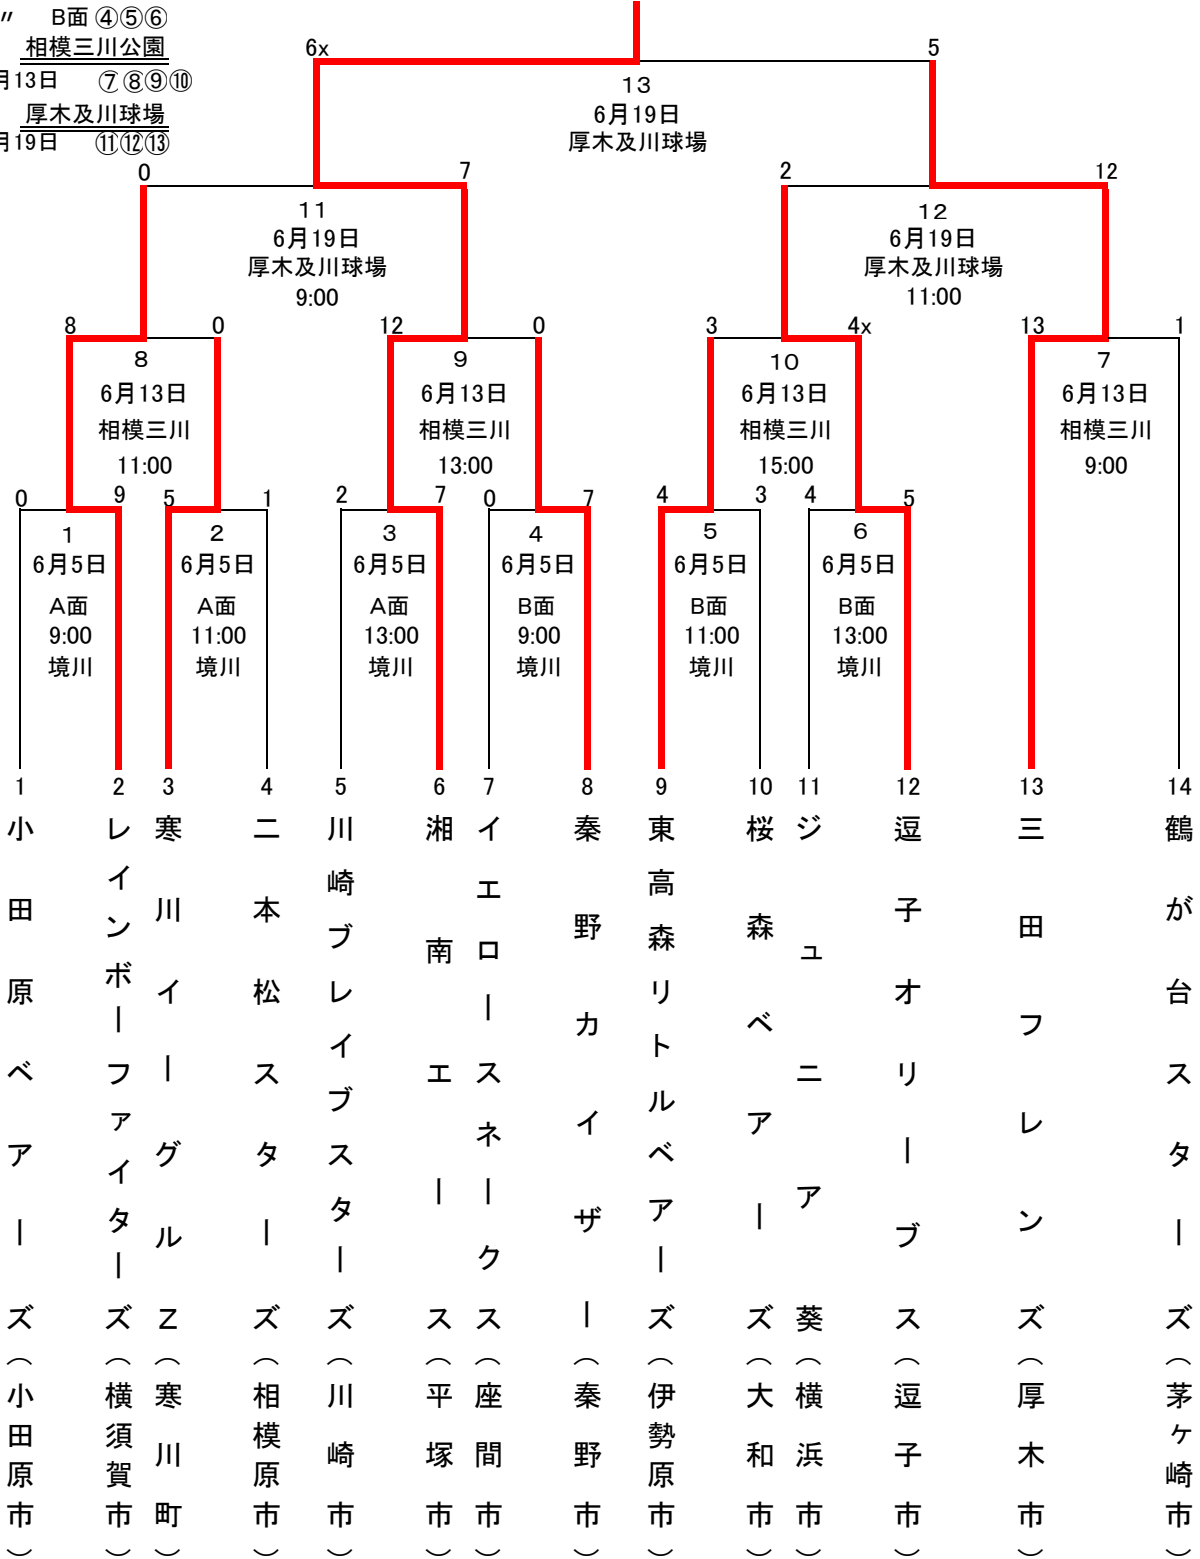 〃 B面 ④⑤⑥
相模三川公園
月13日 ⑦⑧⑨⑩
厚木及川球場
月19日 ⑪⑫⑬
6x 5
13
6月19日
厚木及川球場
0 7 2 12
11 12
6月19日 6月19日
厚木及川球場 厚木及川球場
9:00 11:00
8 0 12 0 3 4x 13 1
8 9 10 7
6月13日 6月13日 6月13日 6月13日
相模三川 相模三川 相模三川 相模三川
11:00 13:00 15:00 9:00
0 9 5 1 2 7 0 7 4 3 4 5
1 2 3 4 5 6
6月5日 6月5日 6月5日 6月5日 6月5日 6月5日
A面 A面 A面 B面 B面 B面
9:00 11:00 13:00 9:00 11:00 13:00
境川 境川 境川 境川 境川 境川
1 2 3 4 5 6 7 8 9 10 11 12 13 14
小田原ベアーズ(小田原市)
レインボーファイターズ(横須賀市)
寒川イーグルZ(寒川町)
二本松スターズ(相模原市)
川崎ブレイブスターズ(川崎市)
湘南エース(平塚市)
イエロースネークス(座間市)
秦野カイザー(秦野市)
東高森リトルベアーズ(伊勢原市)
桜森ベアーズ(大和市)
ジュニア葵(横浜市)
逗子オリーブス(逗子市)
三田フレンズ(厚木市)
鶴が台スターズ(茅ヶ崎市)